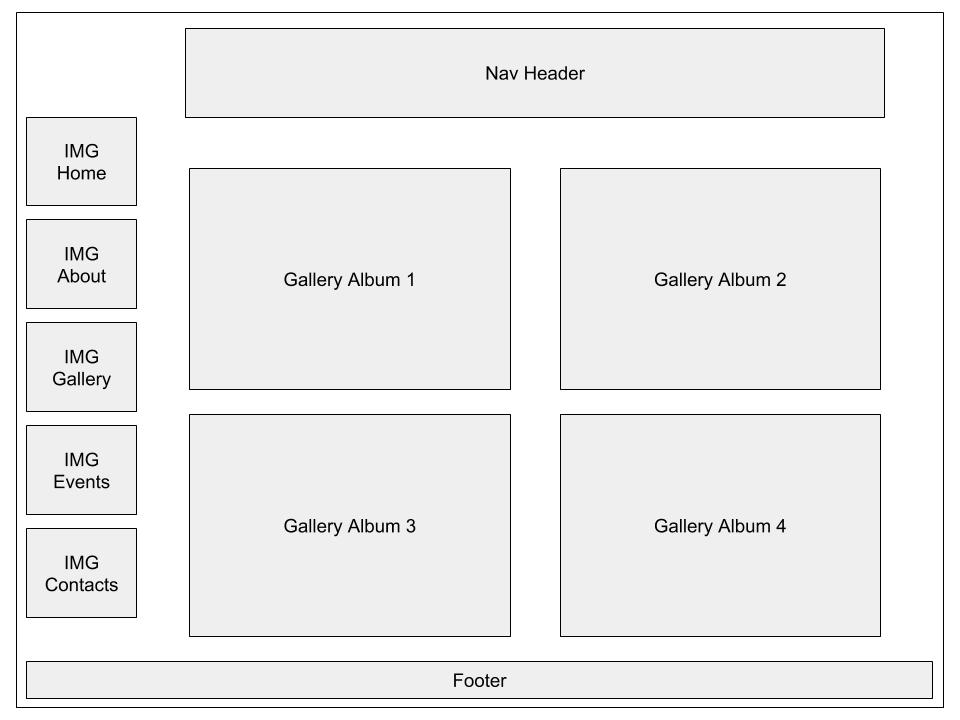 Nav Header
IMG
Home
IMG
About
IMG
Gallery
IMG
Events
IMG
Contacts
Gallery Album 1
Gallery Album 2
Gallery Album 3
Gallery Album 4
Footer